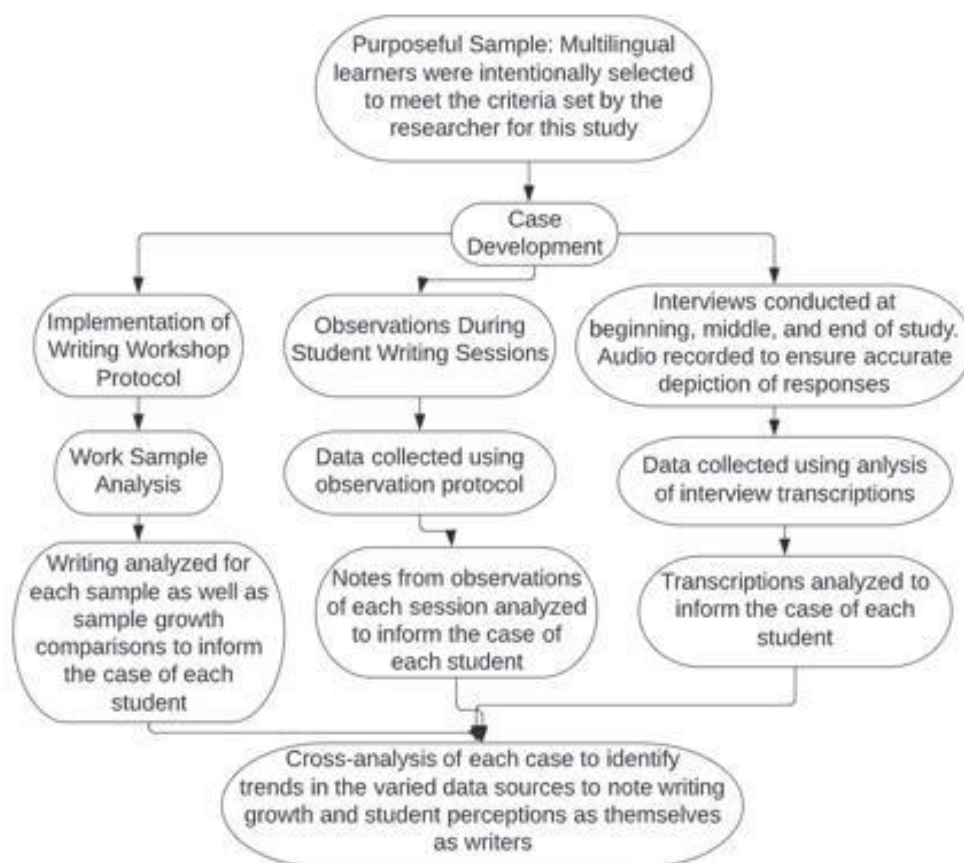 Purposeful Sample: Multilingual
learners were intentionally selected
to meet the criteria set by the
researcher for this study
Case
Development
Implementation of
Writing Workshop
Protocol
Observations During
Student Writing Sessions
Interviews conducted at
beginning, middle, and end of study.
Audio recorded to ensure accurate
depiction of responses
Work Sample
Analysis
Data collected using
observation protocol
Data collected using anlysis
of interview transcriptions
Writing analyzed for
each sample as well as
sample growth
comparisons to inform
the case of each
student
Notes from observations
of each session analyzed
to inform the case of
each student
Transcriptions analyzed to
inform the case of each
student
Cross-analysis of each case to identify
trends in the varied data sources to note writing
growth and student perceptions as themselves
as writers